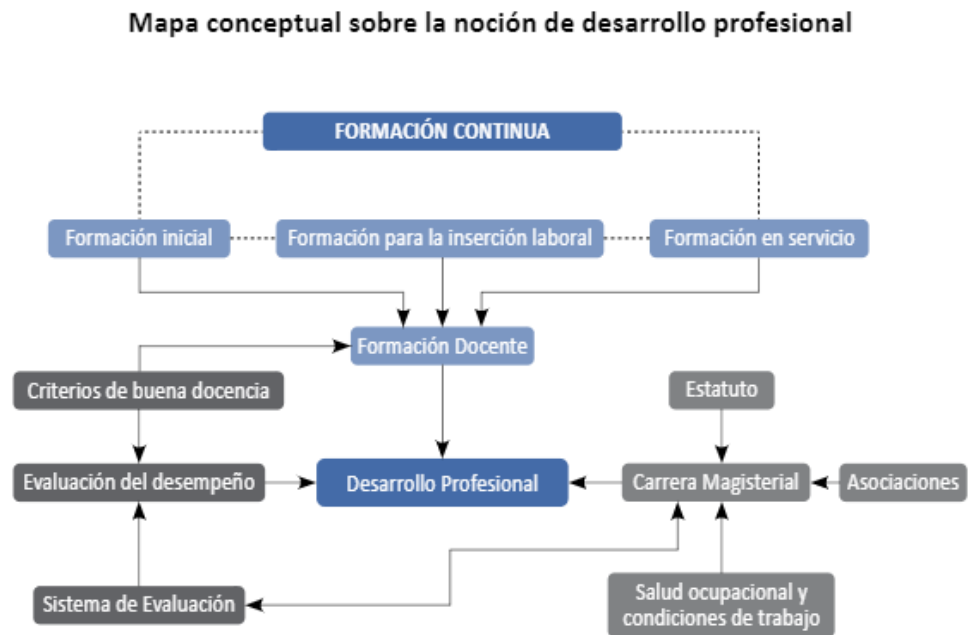 Mapa conceptual sobre la noción de desarrollo profesional
FORMACIÓN CONTINUA
Formación inicial
Formación para la inserción laboral
Formación en servicio
Formación Docente
Criterios de buena docencia
Estatuto
Evaluación del desempeño
Desarrollo Profesional
Carrera Magisterial
Asociaciones
Sistema de Evaluación
Salud ocupacional y
condiciones de trabajo